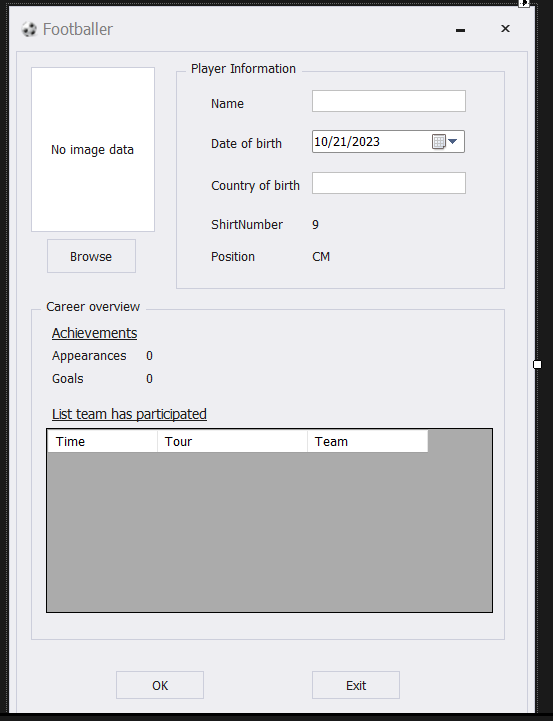 Footballer
No image data
Browse
Player Information
Name
Date of birth 10/21/2023
Country of birth
ShirtNumber 9
Position CM
Career overview
Achievements
Appearances 0
Goals 0
List team has participated
Time Tour Team
OK Exit